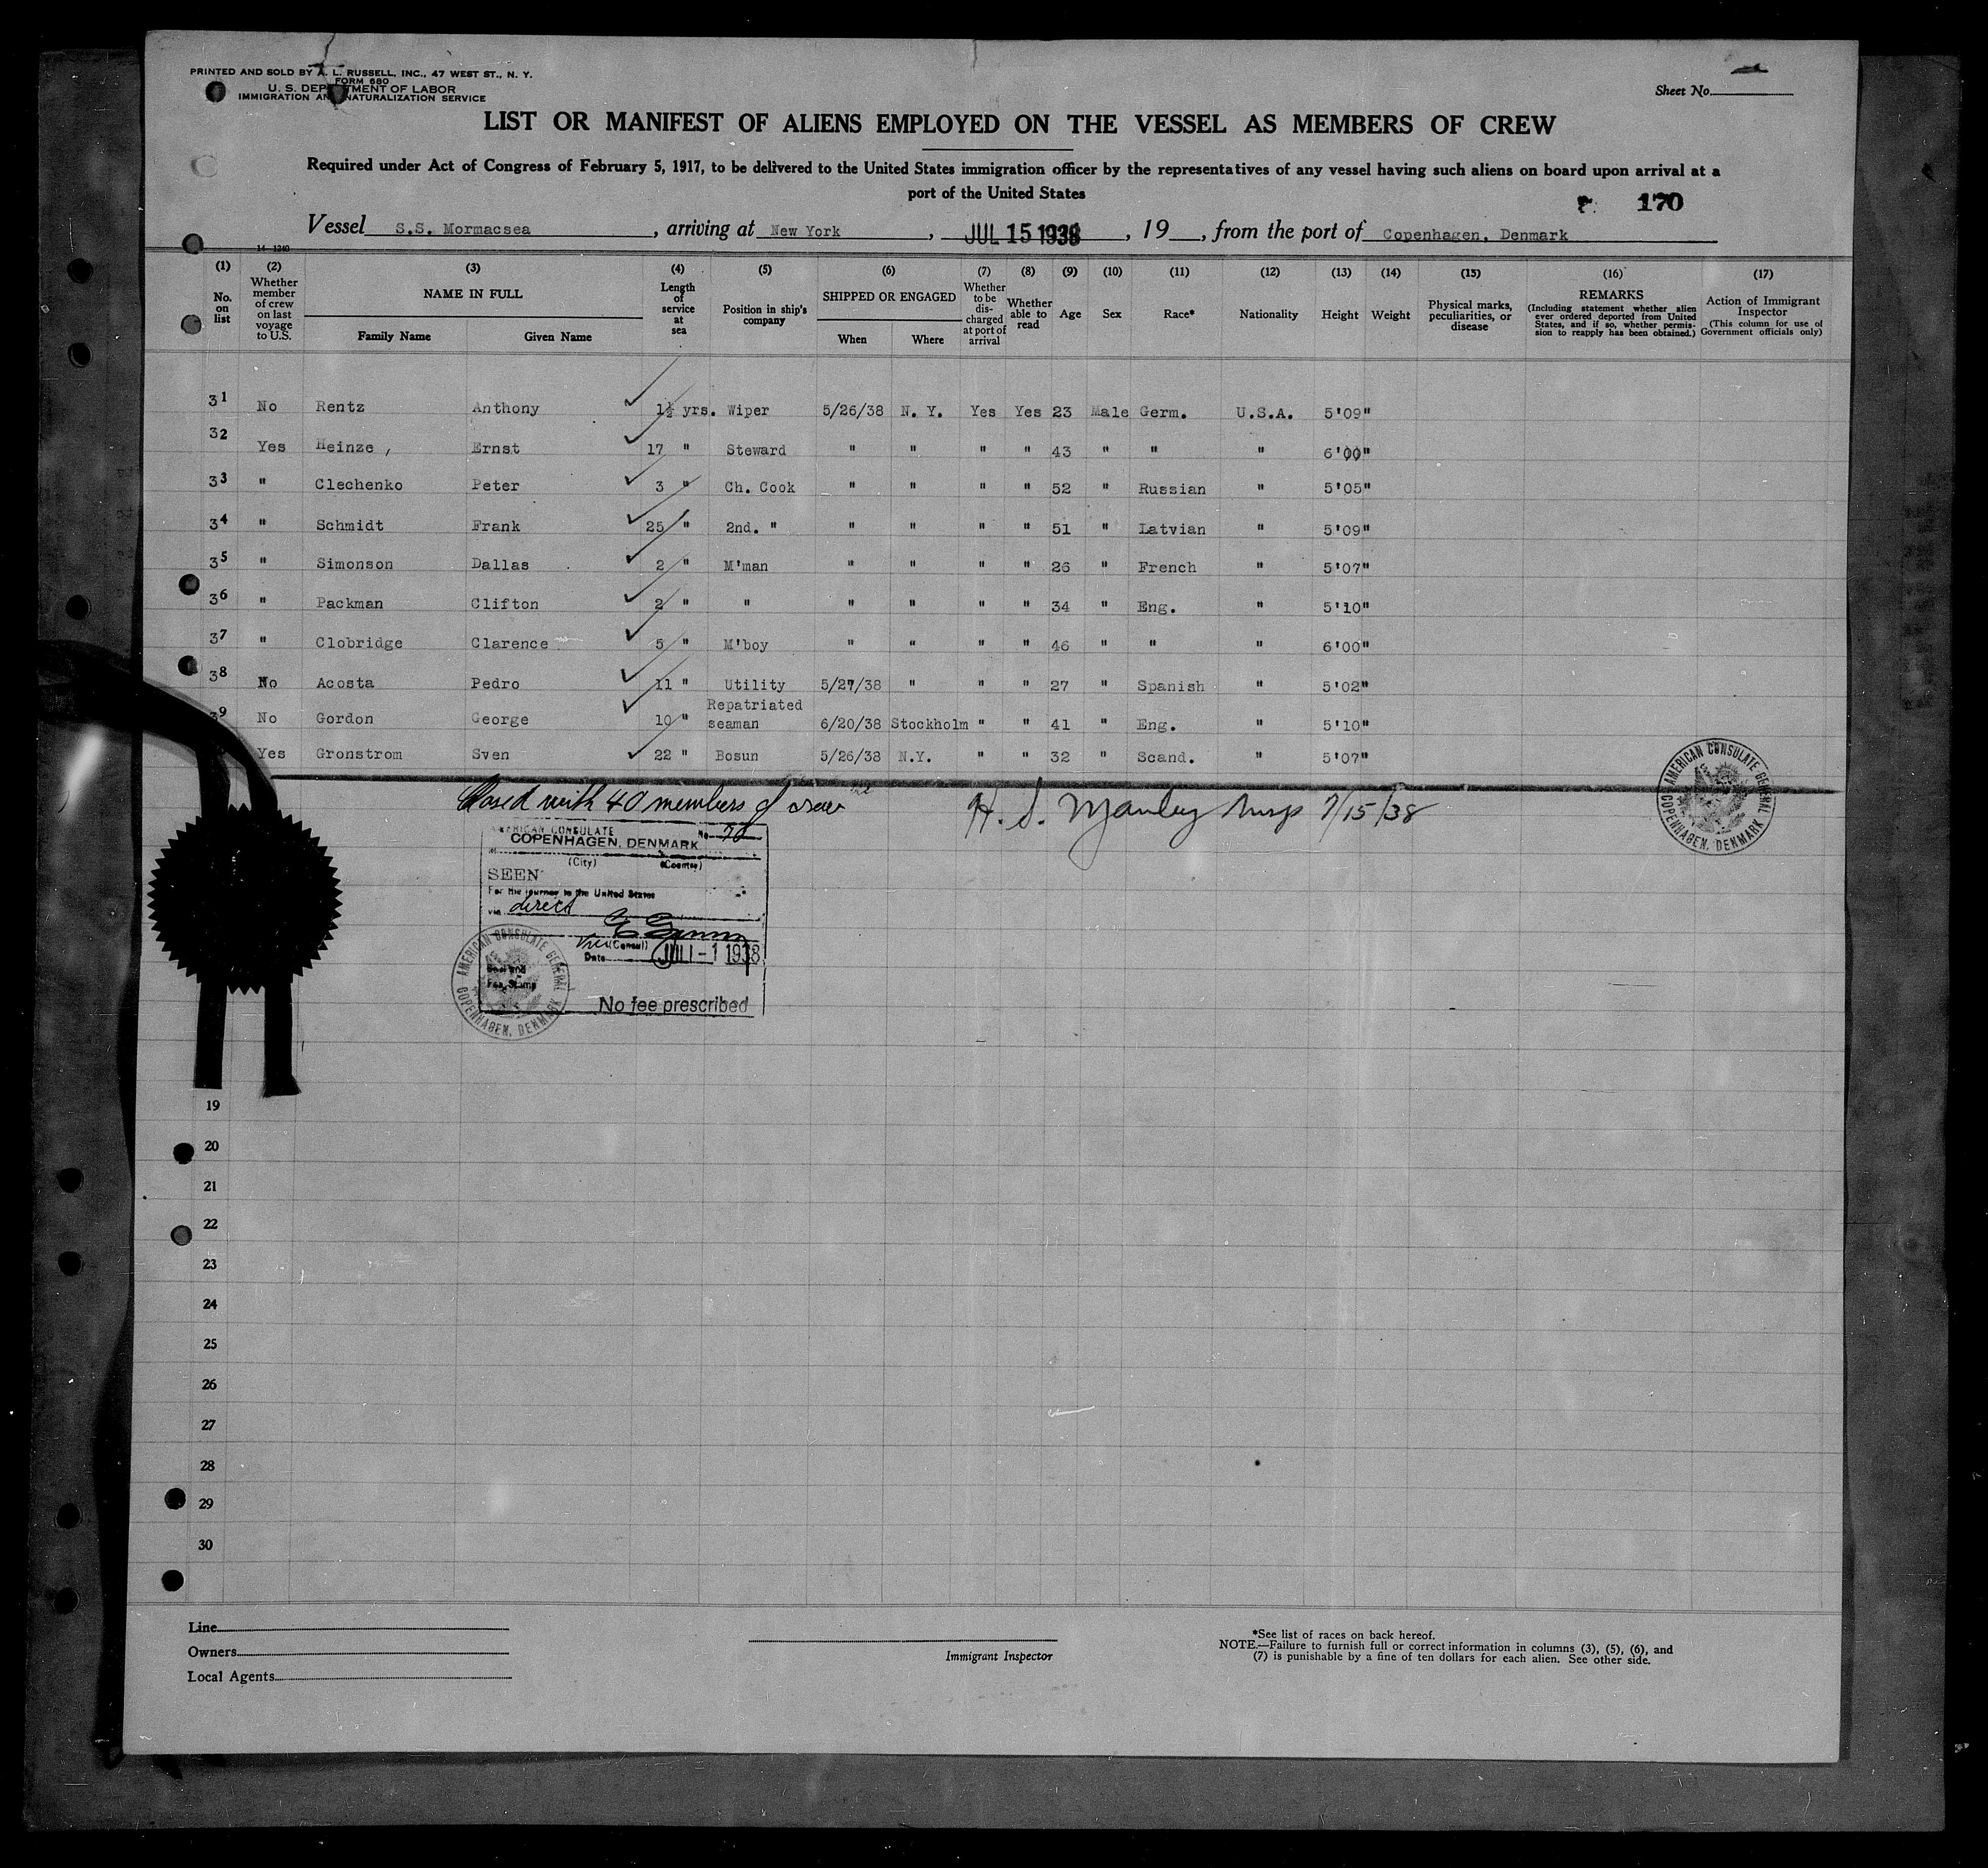 PRINTED AND SOLD BY A. L. RUSSELL, INC., 47 WEST ST., N. Y.
FORM 680
U. S. DEPARTMENT OF LABOR
IMMIGRATION AND NATURALIZATION SERVICE
Sheet No.
LIST OR MANIFEST OF ALIENS EMPLOYED ON THE VESSEL AS MEMBERS OF CREW
Required under Act of Congress of February 5, 1917, to be delivered to the United States immigration officer by the representatives of any vessel having such aliens on board upon arrival at a
port of the United States
170
Vessel S.S. Mormacsea, arriving at New York, JUL 15 1938, 19__, from the port of Copenhagen, Denmark
14-1240
(1) (2) (3) (4) (5) (6) (7) (8) (9) (10) (11) (12) (13) (14) (15) (16) (17)
No. on list
Whether member of crew on last voyage to U.S.
NAME IN FULL
Family Name Given Name
Length of service at sea
Position in ship's company
SHIPPED OR ENGAGED
When Where
Whether to be discharged at port of arrival
Whether able to read
Age Sex Race* Nationality Height Weight
Physical marks, peculiarities, or disease
REMARKS
(Including statement whether alien ever ordered deported from United States, and if so, whether permission to reapply has been obtained.)
Action of Immigrant Inspector
(This column for use of Government officials only)
31 No Rentz Anthony 1½ yrs. Wiper 5/26/38 N. Y. Yes Yes 23 Male Germ. U.S.A. 5'09"
32 Yes Heinze, Ernst 17 " Steward " " " " 43 " " " 6'00"
33 " Clechenko Peter 3 " Ch. Cook " " " " 52 " Russian " 5'05"
34 " Schmidt Frank 25 " 2nd. " " " " " 51 " Latvian " 5'09"
35 " Simonson Dallas 2 " M'man " " " " 26 " French " 5'07"
36 " Packman Clifton 2 " " " " " " 34 " Eng. " 5'10"
37 " Clobridge Clarence 5 " M'boy " " " " 46 " " " 6'00"
38 No Acosta Pedro 11 " Utility 5/27/38 " " " 27 " Spanish " 5'02"
39 No Gordon George 10 " Repatriated seaman 6/20/38 Stockholm " " 41 " Eng. " 5'10"
Yes Gronstrom Sven 22 " Bosun 5/26/38 N.Y. " " 32 " Scand. " 5'07"
Closed with 40 members of crew
H. S. Manley Insp 7/15/38
AMERICAN CONSULATE GENERAL COPENHAGEN, DENMARK
AMERICAN CONSULATE No.
COPENHAGEN, DENMARK
(City) (Country)
SEEN
For the journey to the United States
via direct
Vice (Consul)
Date JUL -1 1938
Seal and
Fee Stamp
No fee prescribed
AMERICAN CONSULATE GENERAL COPENHAGEN, DENMARK
19
20
21
22
23
24
25
26
27
28
29
30
Line
Owners
Local Agents
Immigrant Inspector
*See list of races on back hereof.
NOTE.—Failure to furnish full or correct information in columns (3), (5), (6), and
(7) is punishable by a fine of ten dollars for each alien. See other side.